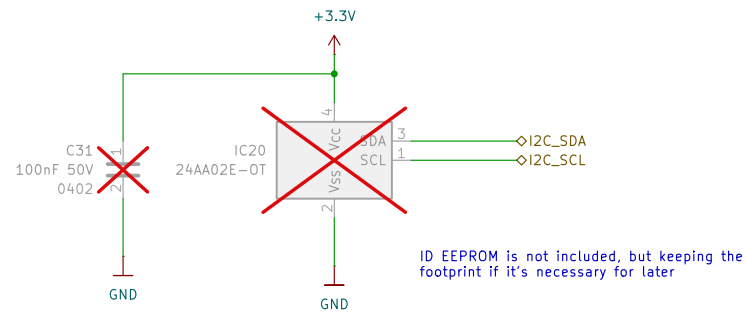 +3.3V
C31
100nF 50V
0402
1
2
IC20
24AA02E-OT
4
Vcc
SDA
3
SCL
1
Vss
2
I2C_SDA
I2C_SCL
GND
GND
ID EEPROM is not included, but keeping the
footprint if it's necessary for later